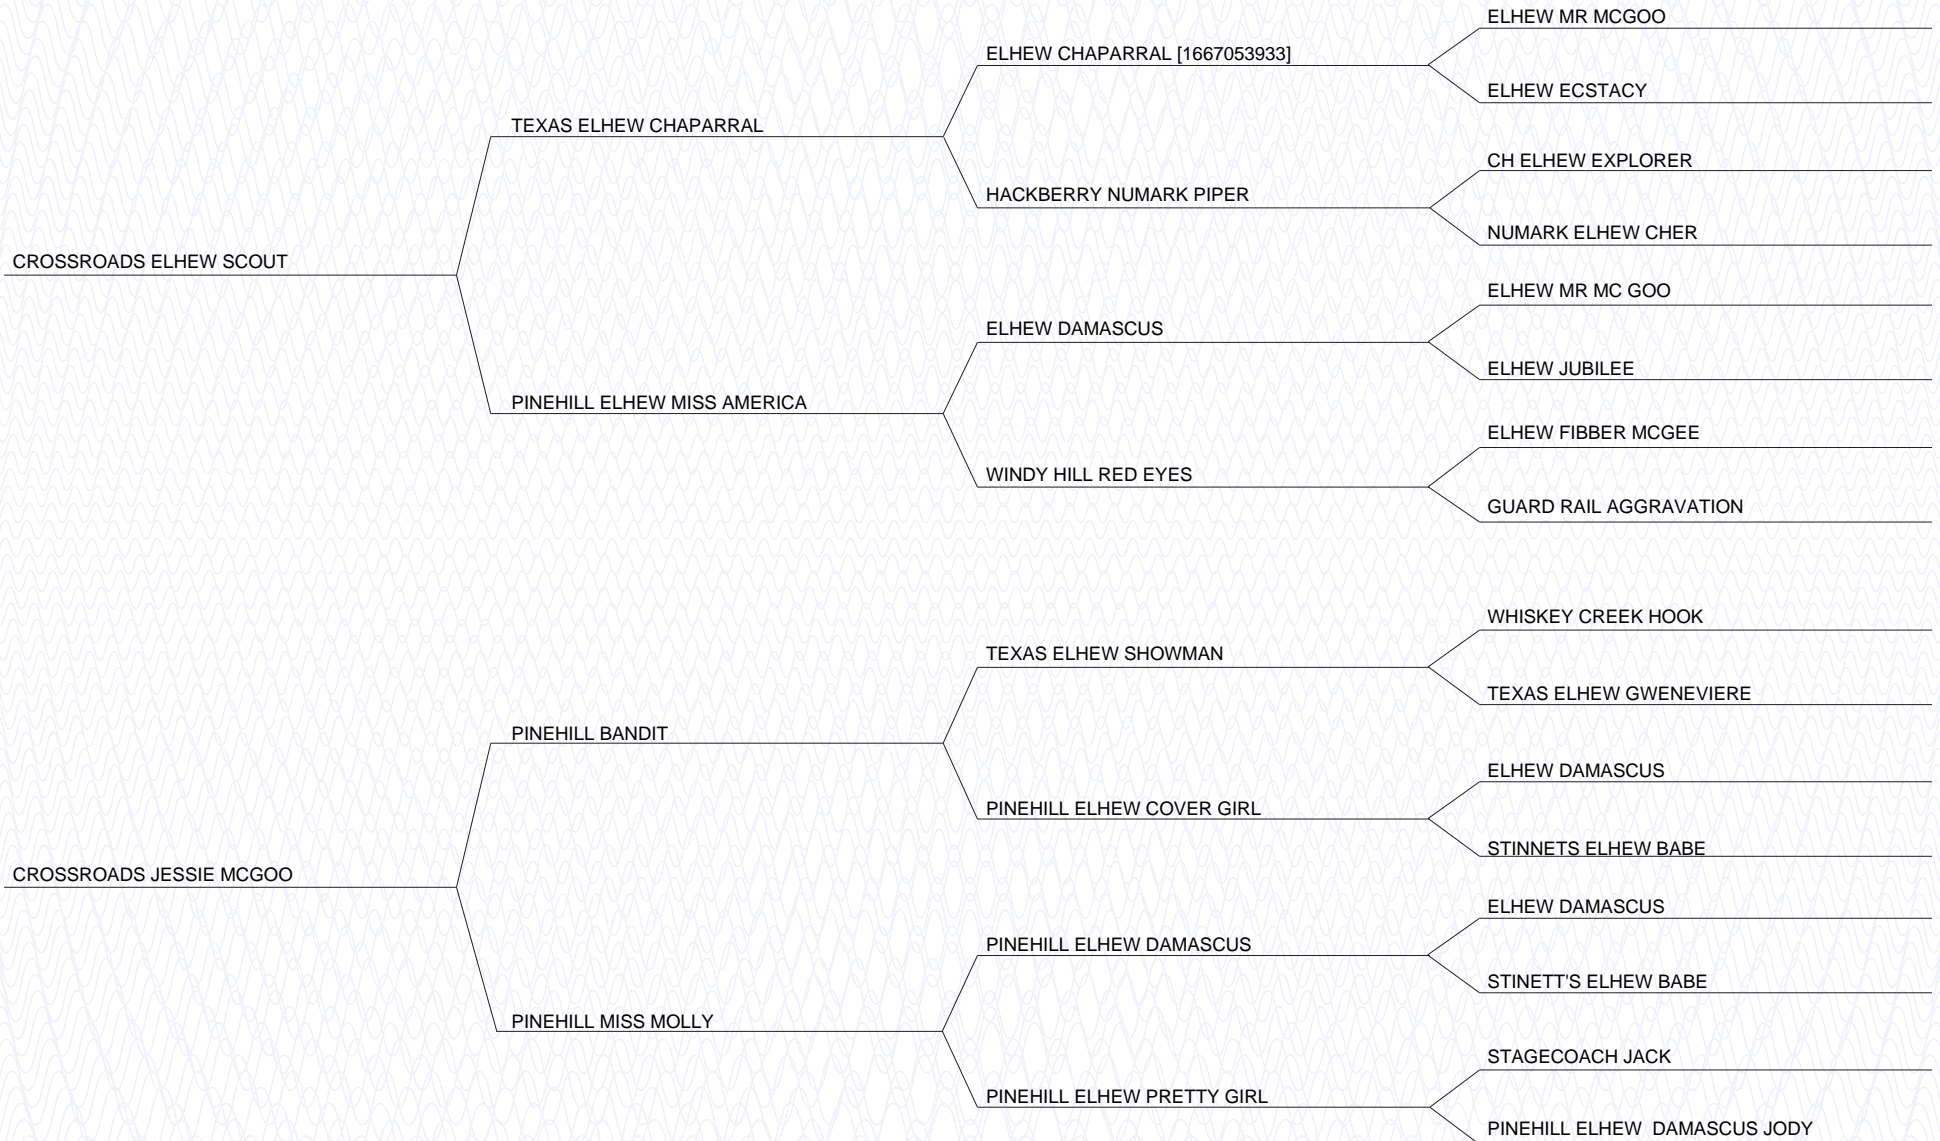 ELHEW MR MCGOO
ELHEW CHAPARRAL [1667053933]
ELHEW ECSTACY
TEXAS ELHEW CHAPARRAL
CH ELHEW EXPLORER
HACKBERRY NUMARK PIPER
NUMARK ELHEW CHER
CROSSROADS ELHEW SCOUT
ELHEW MR MC GOO
ELHEW DAMASCUS
ELHEW JUBILEE
PINEHILL ELHEW MISS AMERICA
ELHEW FIBBER MCGEE
WINDY HILL RED EYES
GUARD RAIL AGGRAVATION
WHISKEY CREEK HOOK
TEXAS ELHEW SHOWMAN
TEXAS ELHEW GWENEVIERE
PINEHILL BANDIT
ELHEW DAMASCUS
PINEHILL ELHEW COVER GIRL
STINNETS ELHEW BABE
CROSSROADS JESSIE MCGOO
ELHEW DAMASCUS
PINEHILL ELHEW DAMASCUS
STINETT'S ELHEW BABE
PINEHILL MISS MOLLY
STAGECOACH JACK
PINEHILL ELHEW PRETTY GIRL
PINEHILL ELHEW  DAMASCUS JODY